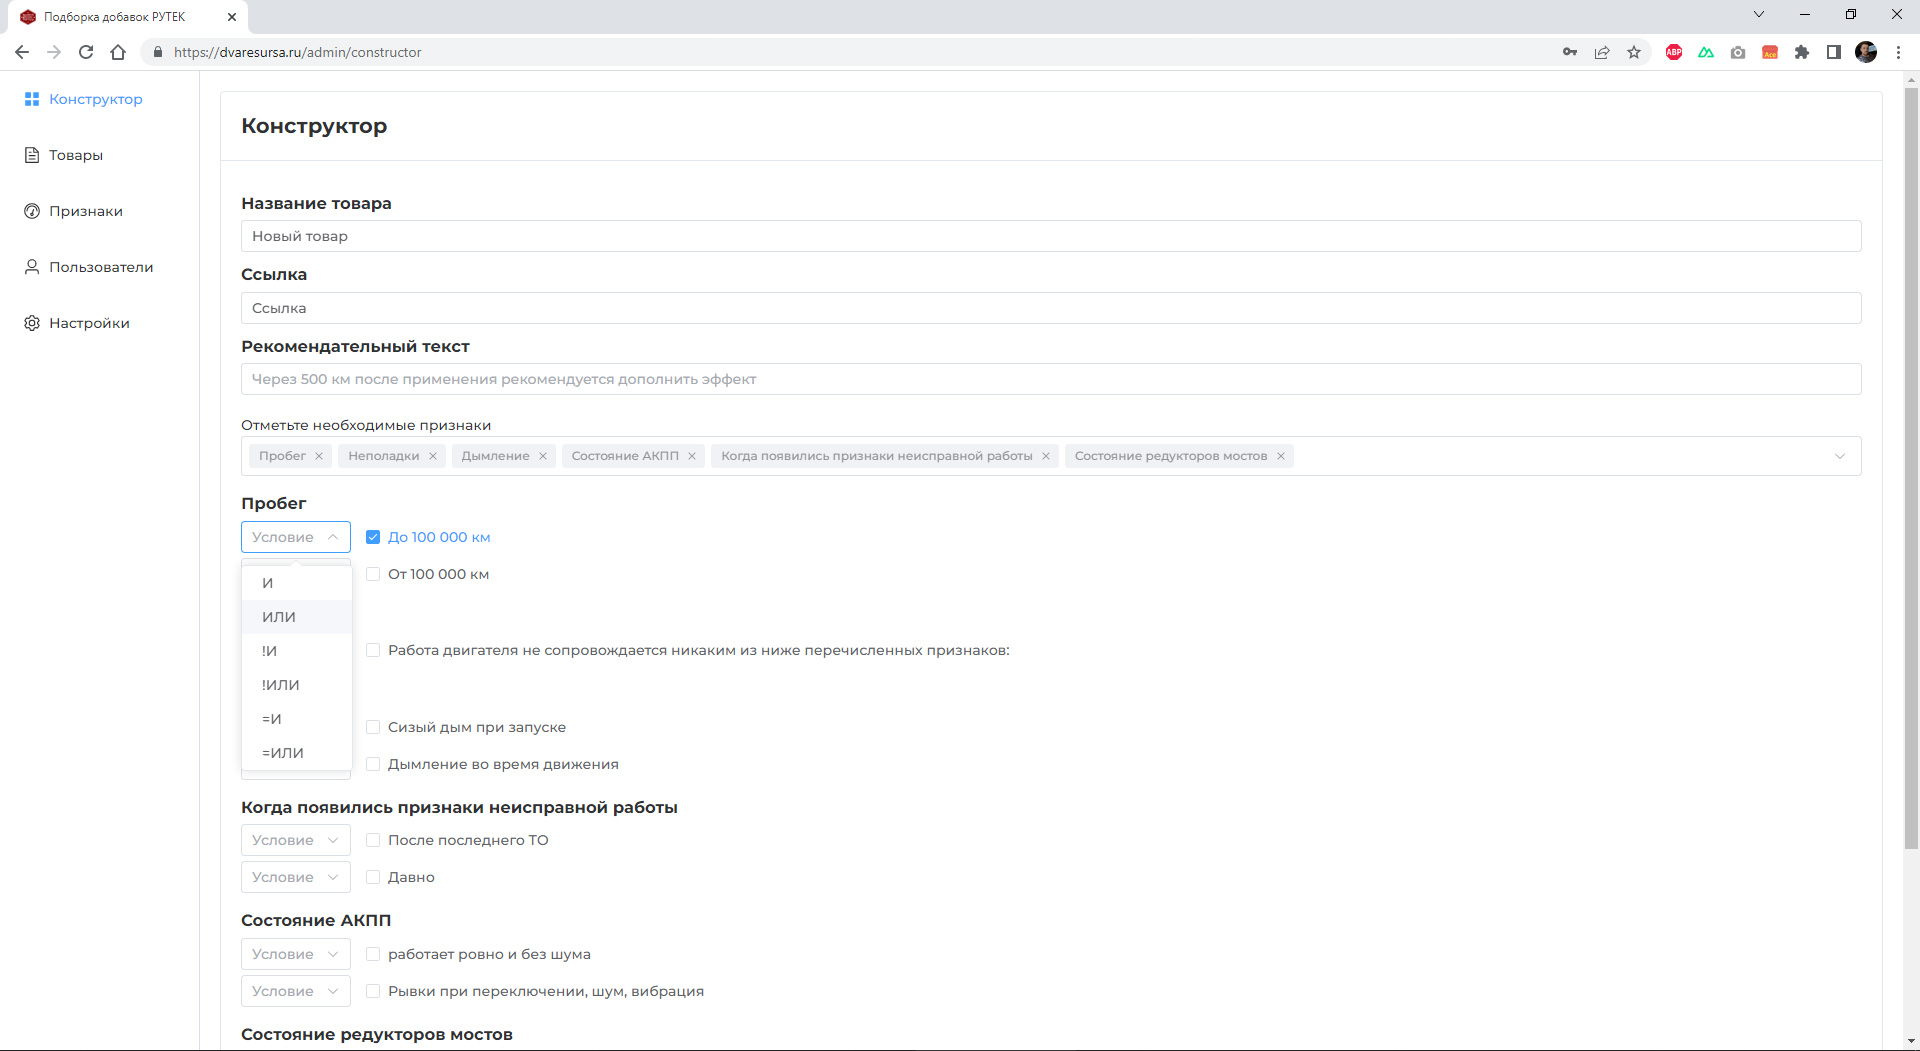 Подборка добавок РУТЕК
https://dvaresursa.ru/admin/constructor
ABP
Ace
Конструктор
Товары
Признаки
Пользователи
Настройки
Конструктор
Название товара
Новый товар
Ссылка
Ссылка
Рекомендательный текст
Через 500 км после применения рекомендуется дополнить эффект
Отметьте необходимые признаки
Пробег Неполадки Дымление Состояние АКПП Когда появились признаки неисправной работы Состояние редукторов мостов
Пробег
Условие До 100 000 км
От 100 000 км
И
ИЛИ
!И
!ИЛИ
=И
=ИЛИ
Работа двигателя не сопровождается никаким из ниже перечисленных признаков:
Сизый дым при запуске
Дымление во время движения
Когда появились признаки неисправной работы
Условие После последнего ТО
Условие Давно
Состояние АКПП
Условие работает ровно и без шума
Условие Рывки при переключении, шум, вибрация
Состояние редукторов мостов